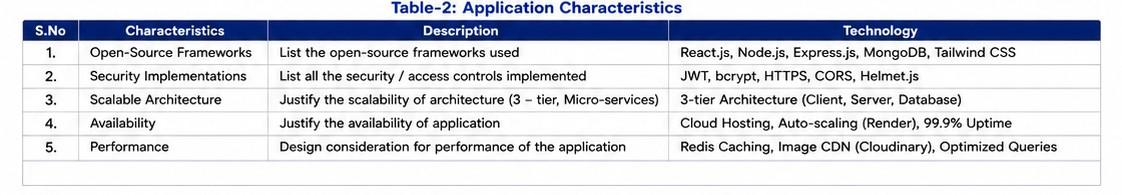 Table-2: Application Characteristics
S.No Characteristics Description Technology
1. Open-Source Frameworks List the open-source frameworks used React.js, Node.js, Express.js, MongoDB, Tailwind CSS
2. Security Implementations List all the security / access controls implemented JWT, bcrypt, HTTPS, CORS, Helmet.js
3. Scalable Architecture Justify the scalability of architecture (3 – tier, Micro-services) 3-tier Architecture (Client, Server, Database)
4. Availability Justify the availability of application Cloud Hosting, Auto-scaling (Render), 99.9% Uptime
5. Performance Design consideration for performance of the application Redis Caching, Image CDN (Cloudinary), Optimized Queries